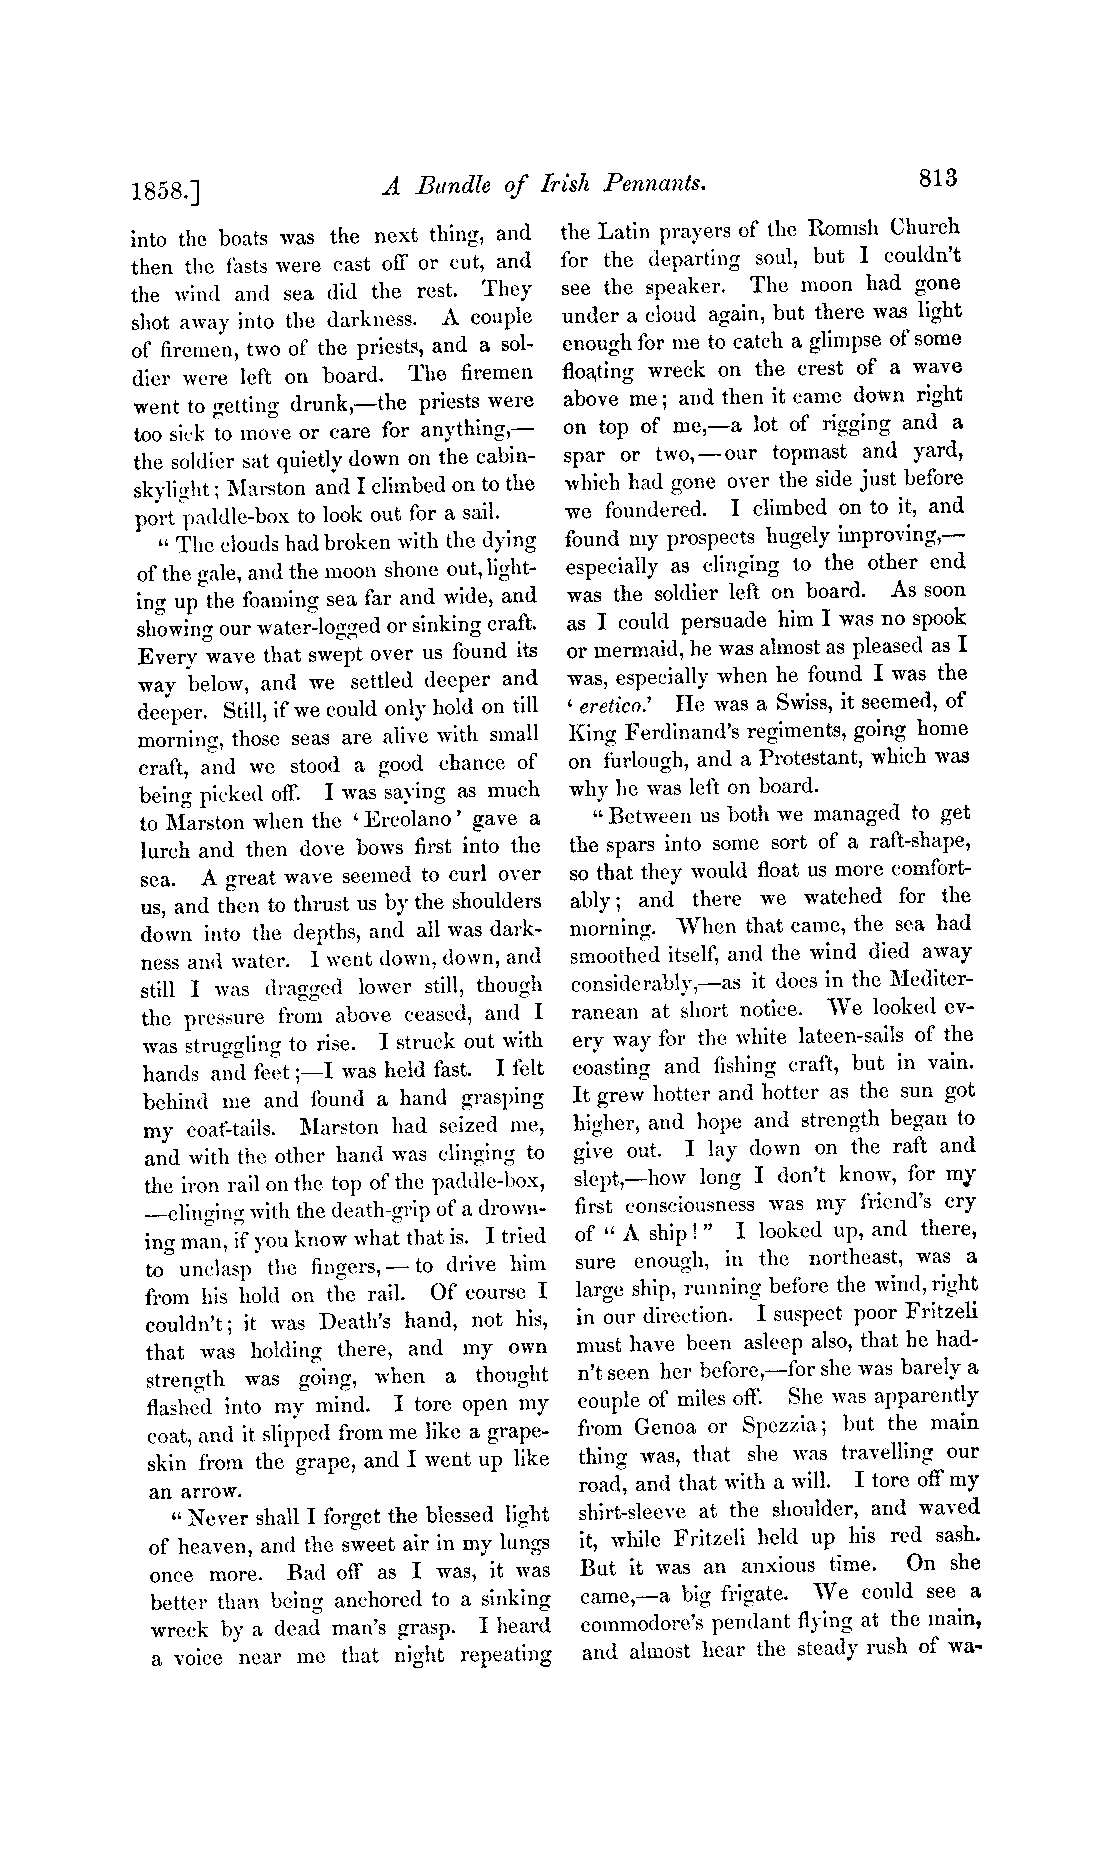 1858.] A Bundle of Irish Pennants. 813
into the boats was the next thing, and
then the fasts were cast off or cut, and
the wind and sea did the rest. They
shot away into the darkness. A couple
of firemen, two of the priests, and a sol-
dier were left on board. The firemen
went to getting drunk,—the priests were
too sick to move or care for anything,—
the soldier sat quietly down on the cabin-
skylight; Marston and I climbed on to the
port paddle-box to look out for a sail.
“ The clouds had broken with the dying
of the gale, and the moon shone out, light-
ing up the foaming sea far and wide, and
showing our water-logged or sinking craft.
Every wave that swept over us found its
way below, and we settled deeper and
deeper. Still, if we could only hold on till
morning, those seas are alive with small
craft, and we stood a good chance of
being picked off. I was saying as much
to Marston when the ‘ Ercolano ’ gave a
lurch and then dove bows first into the
sea. A great wave seemed to curl over
us, and then to thrust us by the shoulders
down into the depths, and all was dark-
ness and water. I went down, down, and
still I was dragged lower still, though
the pressure from above ceased, and I
was struggling to rise. I struck out with
hands and feet;—I was held fast. I felt
behind me and found a hand grasping
my coat-tails. Marston had seized me,
and with the other hand was clinging to
the iron rail on the top of the paddle-box,
—clinging with the death-grip of a drown-
ing man, if you know what that is. I tried
to unclasp the fingers,—to drive him
from his hold on the rail. Of course I
couldn't; it was Death's hand, not his,
that was holding there, and my own
strength was going, when a thought
flashed into my mind. I tore open my
coat, and it slipped from me like a grape-
skin from the grape, and I went up like
an arrow.
“ Never shall I forget the blessed light
of heaven, and the sweet air in my lungs
once more. Bad off as I was, it was
better than being anchored to a sinking
wreck by a dead man's grasp. I heard
a voice near me that night repeating
the Latin prayers of the Romish Church
for the departing soul, but I couldn't
see the speaker. The moon had gone
under a cloud again, but there was light
enough for me to catch a glimpse of some
floating wreck on the crest of a wave
above me; and then it came down right
on top of me,—a lot of rigging and a
spar or two,—our topmast and yard,
which had gone over the side just before
we foundered. I climbed on to it, and
found my prospects hugely improving,—
especially as clinging to the other end
was the soldier left on board. As soon
as I could persuade him I was no spook
or mermaid, he was almost as pleased as I
was, especially when he found I was the
‘ eretico.’ He was a Swiss, it seemed, of
King Ferdinand's regiments, going home
on furlough, and a Protestant, which was
why he was left on board.
“ Between us both we managed to get
the spars into some sort of a raft-shape,
so that they would float us more comfort-
ably; and there we watched for the
morning. When that came, the sea had
smoothed itself, and the wind died away
considerably,—as it does in the Mediter-
ranean at short notice. We looked ev-
ery way for the white lateen-sails of the
coasting and fishing craft, but in vain.
It grew hotter and hotter as the sun got
higher, and hope and strength began to
give out. I lay down on the raft and
slept,—how long I don't know, for my
first consciousness was my friend's cry
of “ A ship! ” I looked up, and there,
sure enough, in the northeast, was a
large ship, running before the wind, right
in our direction. I suspect poor Fritzeli
must have been asleep also, that he had-
n't seen her before,—for she was barely a
couple of miles off. She was apparently
from Genoa or Spezzia; but the main
thing was, that she was travelling our
road, and that with a will. I tore off my
shirt-sleeve at the shoulder, and waved
it, while Fritzeli held up his red sash.
But it was an anxious time. On she
came,—a big frigate. We could see a
commodore's pendant flying at the main,
and almost hear the steady rush of wa-